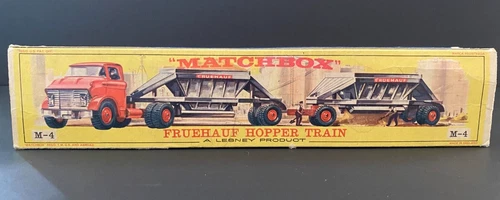 "MATCHBOX"
FRUEHAUF
FRUEHAUF
M-4
FRUEHAUF HOPPER TRAIN
M-4
A LESNEY PRODUCT